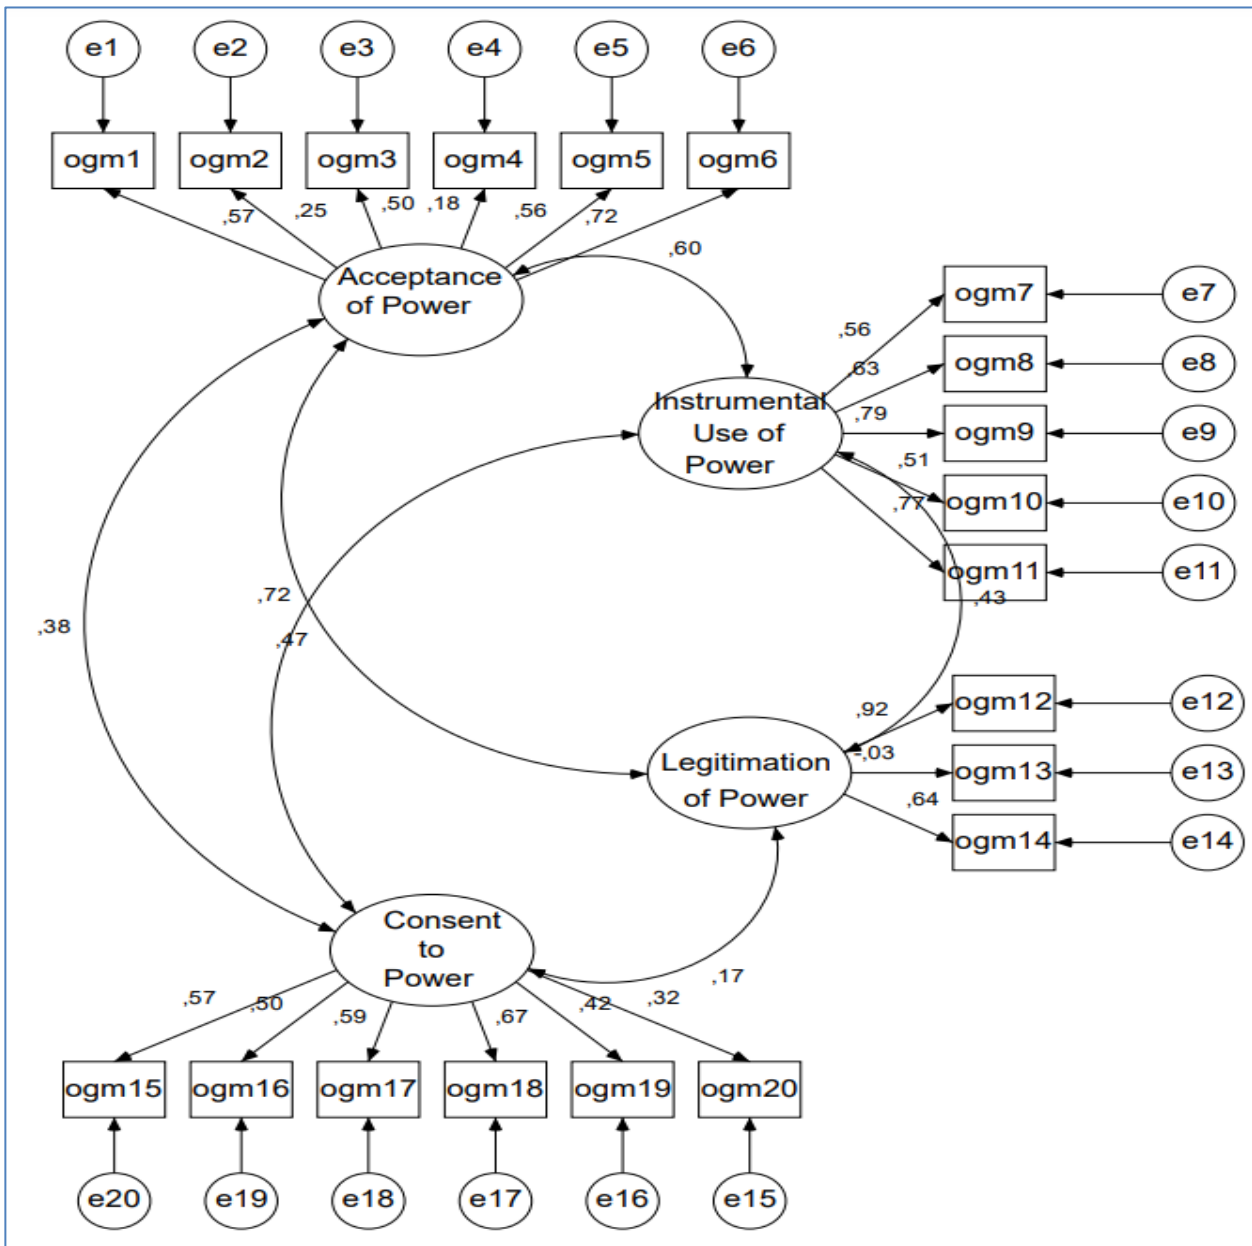 e1 e2 e3 e4 e5 e6
ogm1 ogm2 ogm3 ogm4 ogm5 ogm6
,57 ,25 ,50 ,18 ,56 ,72
,60
Acceptance
of Power
ogm7 e7
,56
ogm8 e8
,63
Instrumental
Use of
Power
,79
ogm9 e9
,51
ogm10 e10
,77
ogm11 e11
,43
,72
,38
,47
ogm12 e12
,92
-,03
Legitimation
of Power
ogm13 e13
,64
ogm14 e14
Consent
to
Power
,17
,57 ,50 ,59 ,67 ,42 ,32
ogm15 ogm16 ogm17 ogm18 ogm19 ogm20
e20 e19 e18 e17 e16 e15